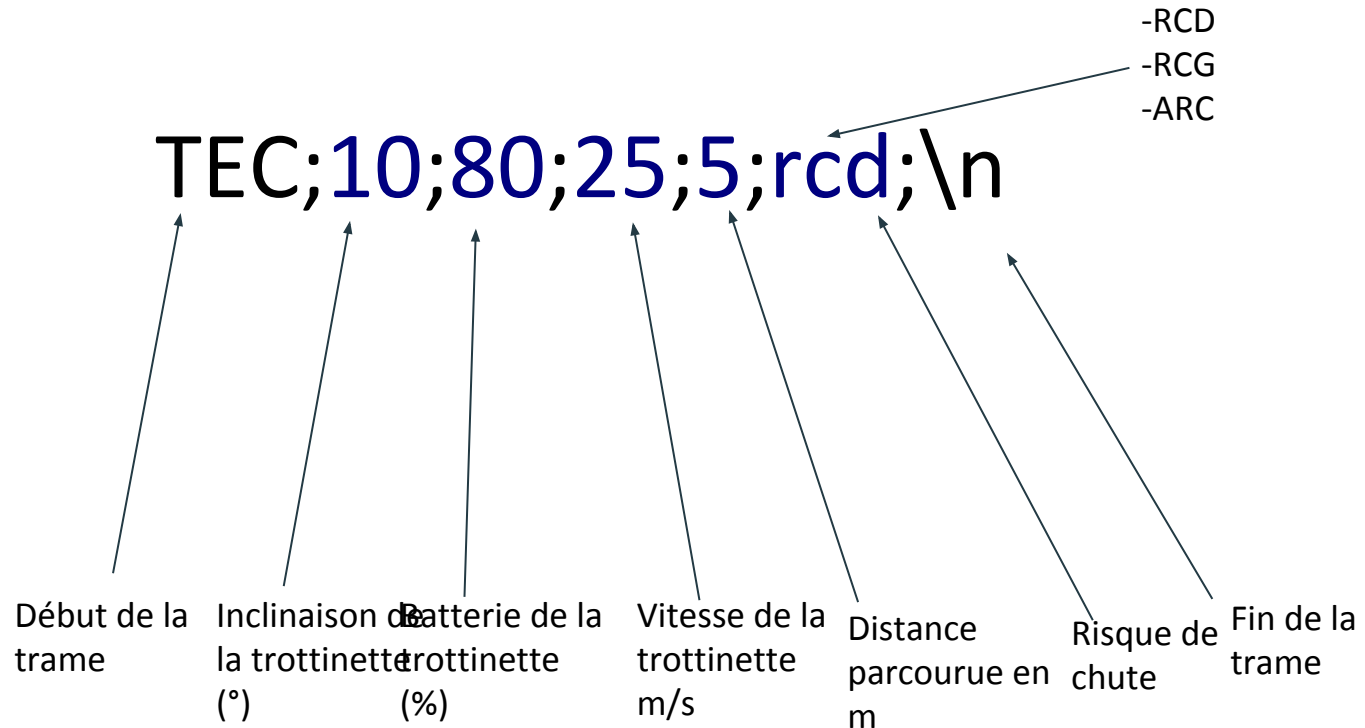 -RCD
-RCG
-ARC
TEC;10;80;25;5;rcd;\n
Début de la
trame
Inclinaison de
la trottinette
(°)
Batterie de la
trottinette
(%)
Vitesse de la
trottinette
m/s
Distance
parcourue en
m
Risque de
chute
Fin de la
trame